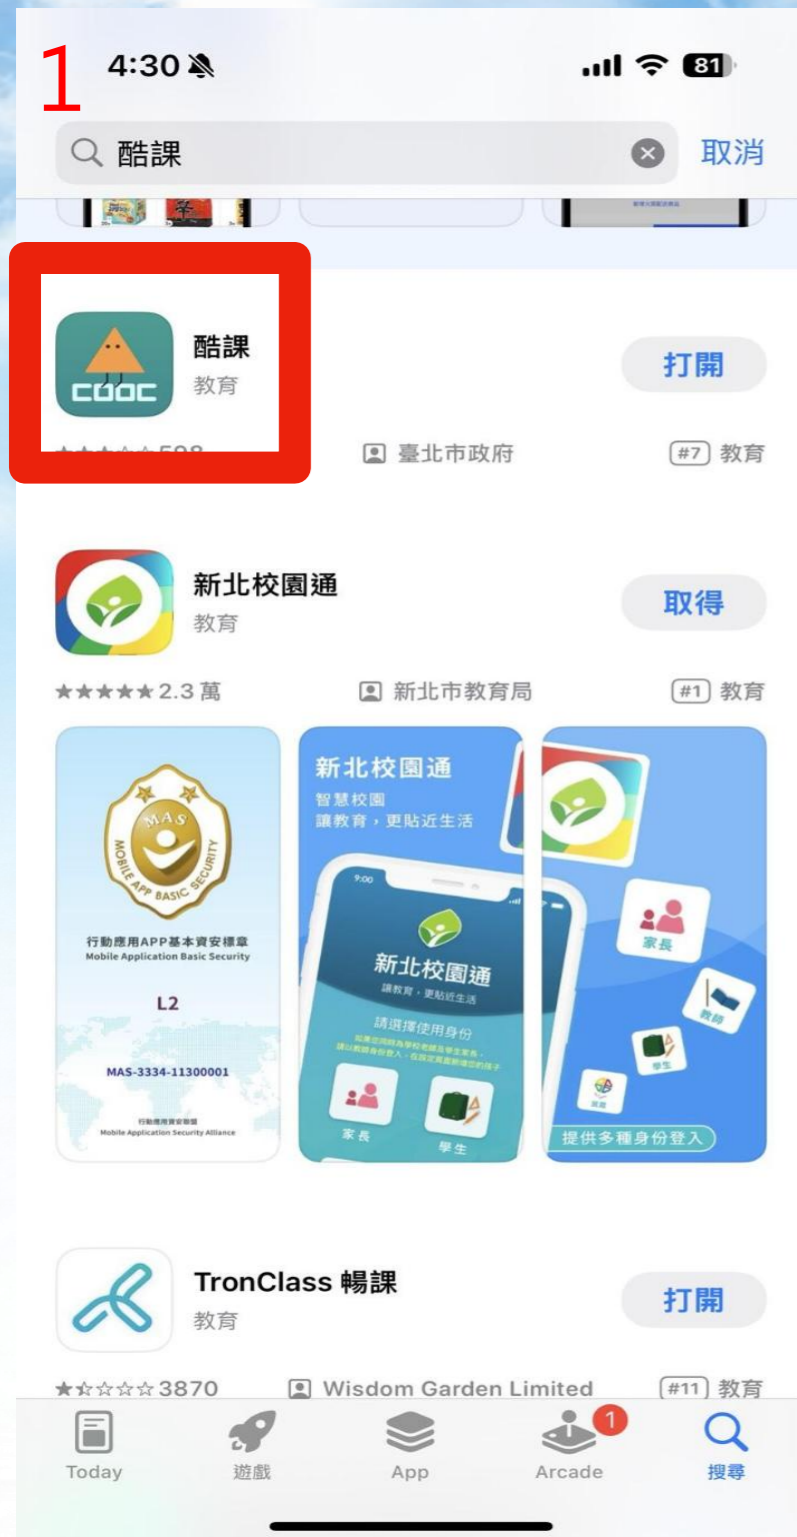 1
4:30
81
酷課
取消
酷課
教育
打開
COOC
臺北市政府
#7 教育
新北校園通
教育
取得
2.3 萬
新北市教育局
#1 教育
MAS
MOBILE APP BASIC SECURITY
行動應用APP基本資安標章
Mobile Application Basic Security
L2
MAS-3334-11300001
行動應用資安聯盟
Mobile Application Security Alliance
新北校園通
智慧校園
讓教育，更貼近生活
9:00
新北校園通
讓教育，更貼近生活
請選擇使用身份
家長
學生
家長
教師
學生
提供多種身份登入
TronClass 暢課
教育
打開
3870
Wisdom Garden Limited
#11 教育
1
Today
遊戲
App
Arcade
搜尋